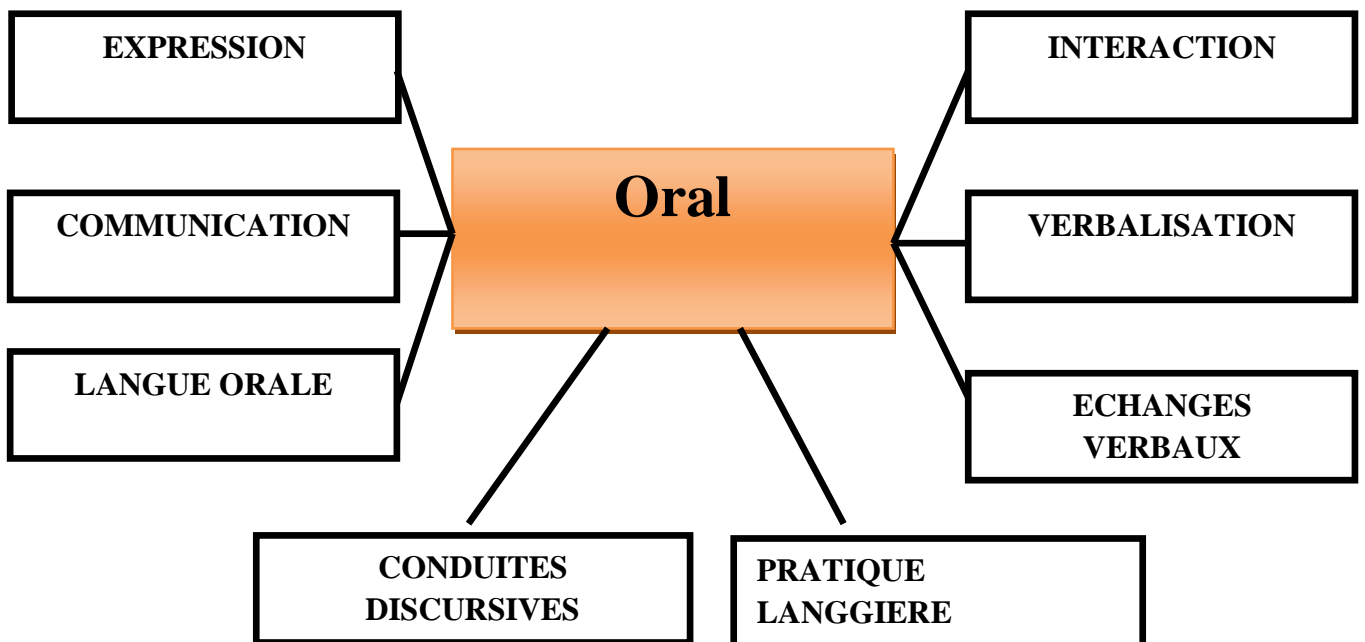 EXPRESSION
INTERACTION
Oral
COMMUNICATION
VERBALISATION
LANGUE ORALE
ECHANGES
VERBAUX
CONDUITES
DISCURSIVES
PRATIQUE
LANGGIERE